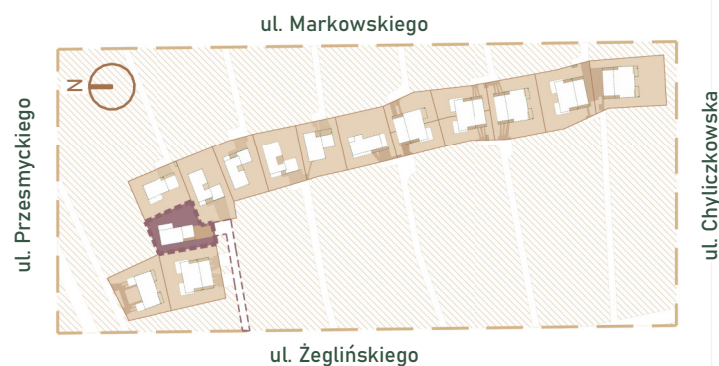 ul. Markowskiego
N
ul. Przesmyckiego
ul. Chyliczkowska
ul. Żeglińskiego